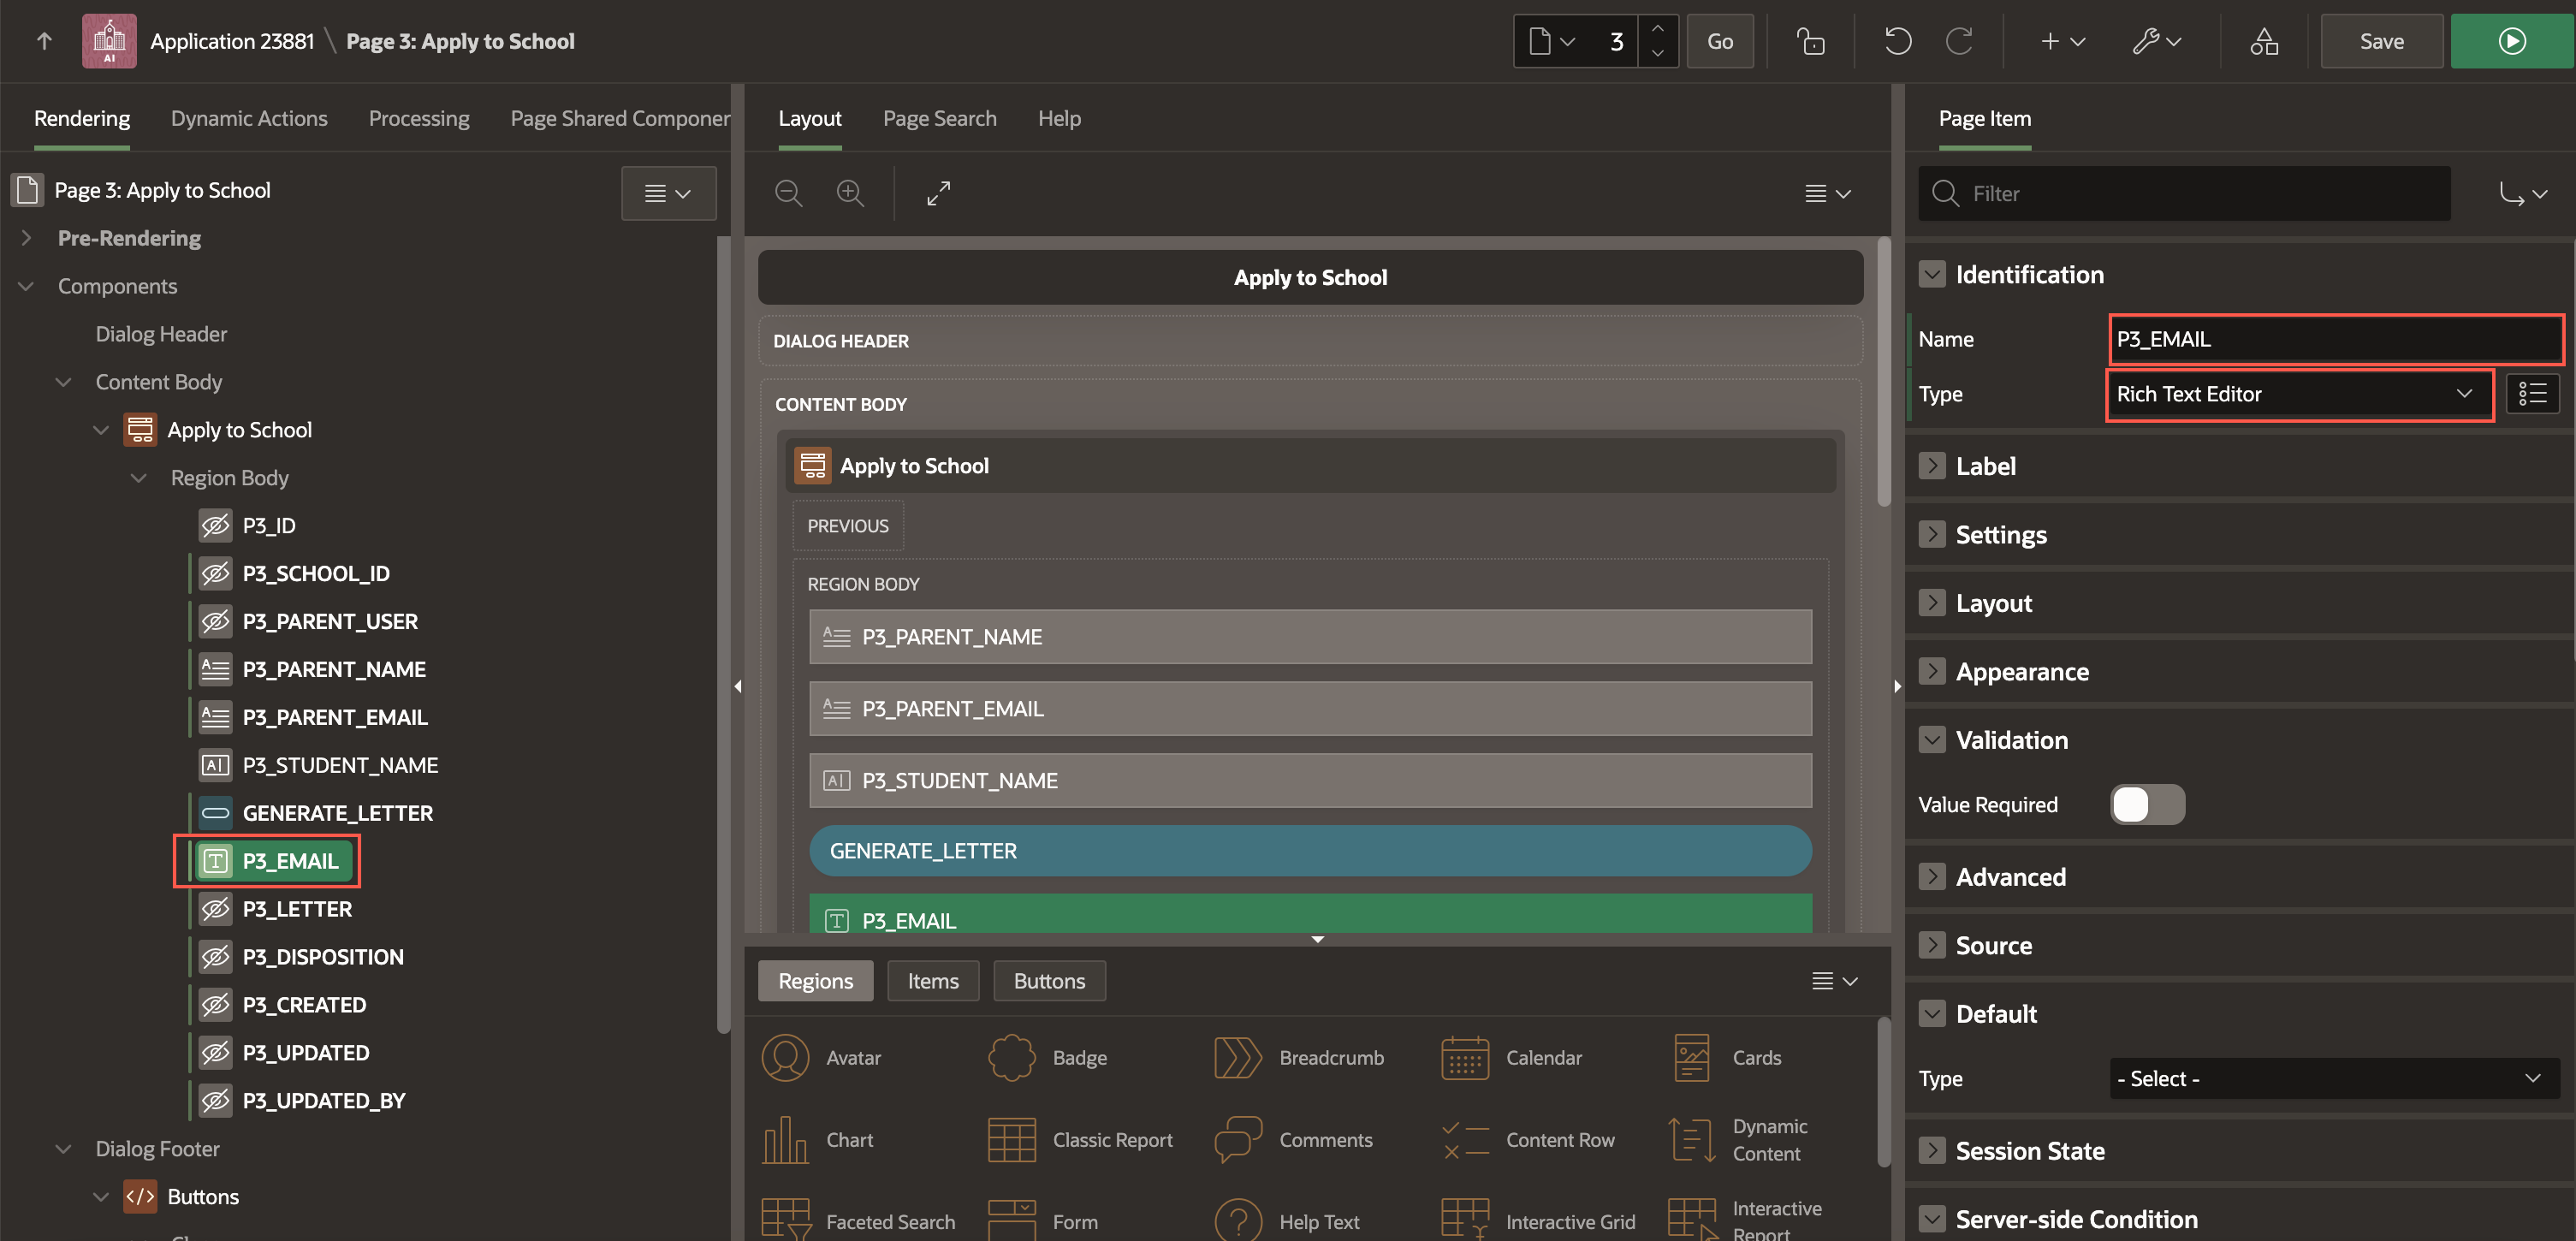 AI
Application 23881 \ Page 3: Apply to School
3
Go
Save
Rendering
Dynamic Actions
Processing
Page Shared Componer
Page 3: Apply to School
Pre-Rendering
Components
Dialog Header
Content Body
Apply to School
Region Body
P3_ID
P3_SCHOOL_ID
P3_PARENT_USER
P3_PARENT_NAME
P3_PARENT_EMAIL
P3_STUDENT_NAME
GENERATE_LETTER
P3_EMAIL
P3_LETTER
P3_DISPOSITION
P3_CREATED
P3_UPDATED
P3_UPDATED_BY
Dialog Footer
Buttons
Layout
Page Search
Help
Apply to School
DIALOG HEADER
CONTENT BODY
Apply to School
PREVIOUS
REGION BODY
P3_PARENT_NAME
P3_PARENT_EMAIL
P3_STUDENT_NAME
GENERATE_LETTER
P3_EMAIL
Regions
Items
Buttons
Avatar
Badge
Breadcrumb
Calendar
Cards
Chart
Classic Report
Comments
Content Row
Dynamic
Content
Faceted Search
Form
Help Text
Interactive Grid
Interactive
Report
Page Item
Filter
Identification
Name
P3_EMAIL
Type
Rich Text Editor
Label
Settings
Layout
Appearance
Validation
Value Required
Advanced
Source
Default
Type
- Select -
Session State
Server-side Condition